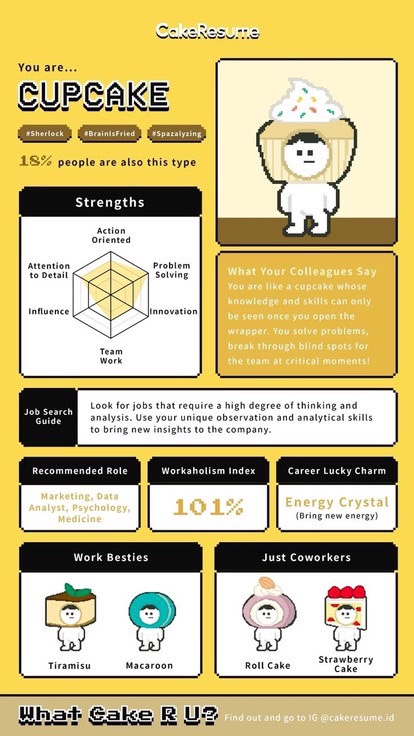 CakeResume
You are...
CUPCAKE
#Sherlock #BrainIsFried #Spazalyzing
18% people are also this type
Strengths
Action
Oriented
Attention
to Detail
Problem
Solving
Influence
Innovation
Team
Work
What Your Colleagues Say
You are like a cupcake whose
knowledge and skills can only
be seen once you open the
wrapper. You solve problems,
break through blind spots for
the team at critical moments!
Job Search
Guide
Look for jobs that require a high degree of thinking and
analysis. Use your unique observation and analytical skills
to bring new insights to the company.
Recommended Role
Marketing, Data
Analyst, Psychology,
Medicine
Workaholism Index
101%
Career Lucky Charm
Energy Crystal
(Bring new energy)
Work Besties
Tiramisu
Macaroon
Just Coworkers
Roll Cake
Strawberry
Cake
What Cake R U? Find out and go to IG @cakeresume.id